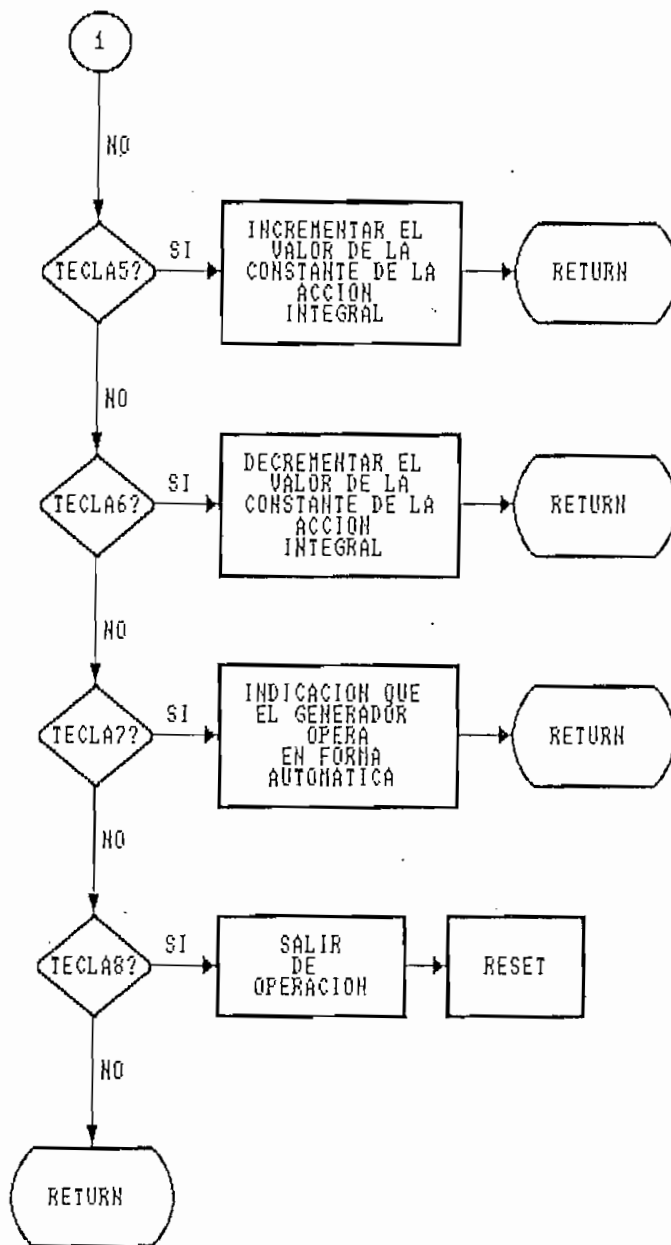 1
NO
TECLA5?
SI
INCREMENTAR EL
VALOR DE LA
CONSTANTE DE LA
ACCION
INTEGRAL
RETURN
NO
TECLA6?
SI
DECREMENTAR EL
VALOR DE LA
CONSTANTE DE LA
ACCION
INTEGRAL
RETURN
NO
TECLA7?
SI
INDICACION QUE
EL GENERADOR
OPERA
EN FORMA
AUTOMATICA
RETURN
NO
TECLA8?
SI
SALIR
DE
OPERACION
RESET
NO
RETURN